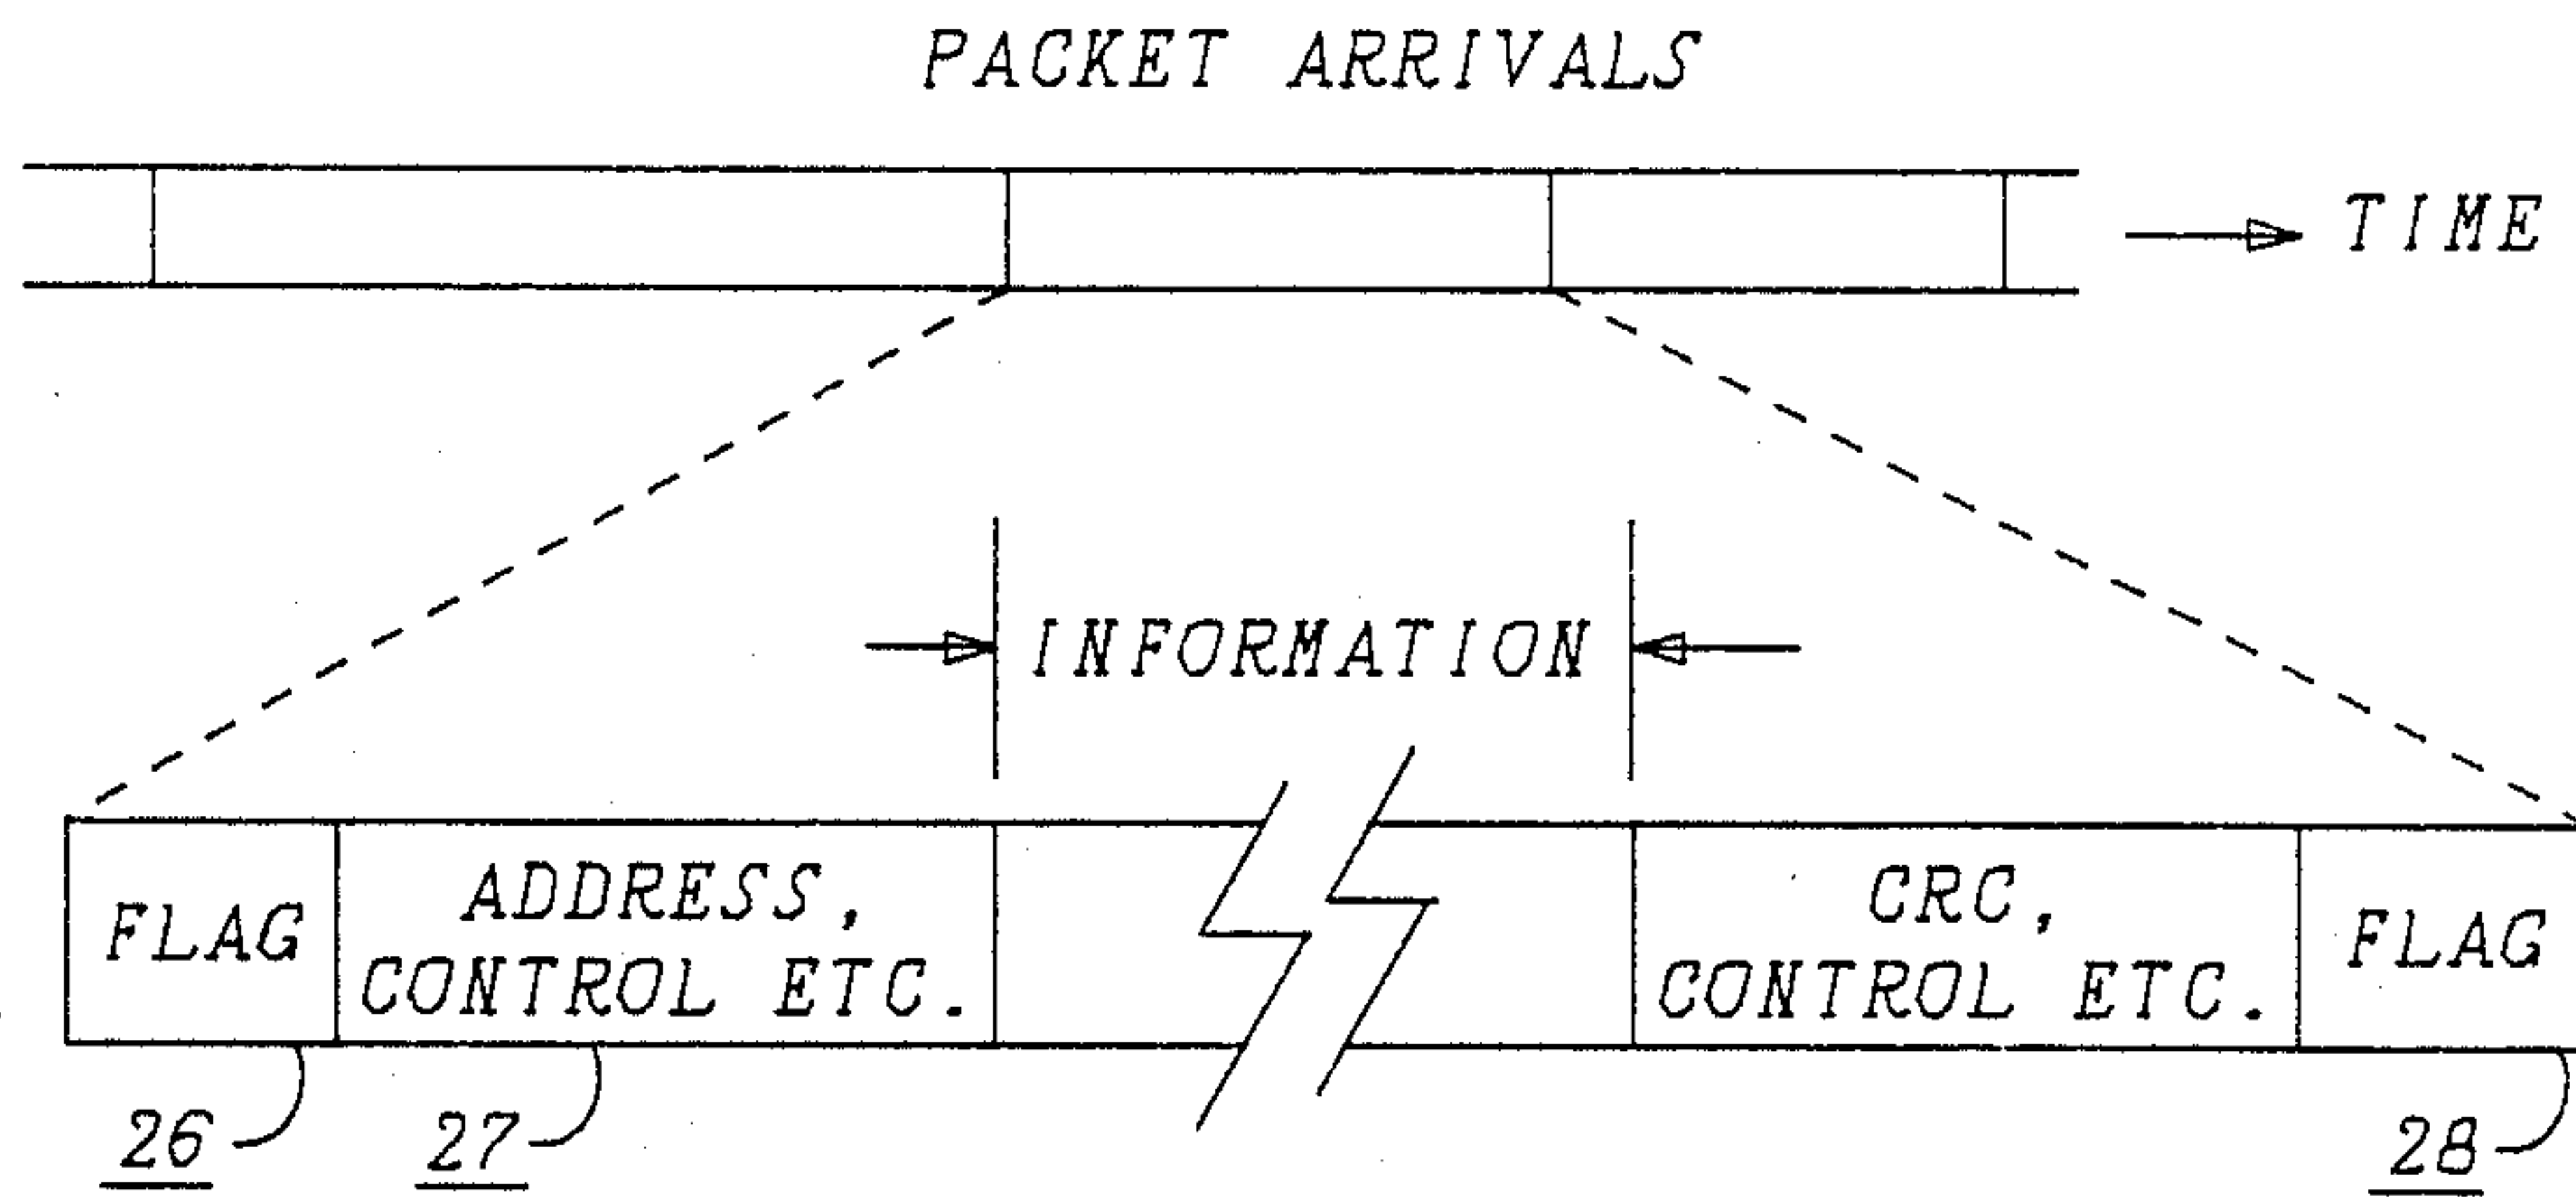 PACKET ARRIVALS
TIME
INFORMATION
FLAG
ADDRESS,
CONTROL ETC.
CRC,
CONTROL ETC.
FLAG
26
27
28